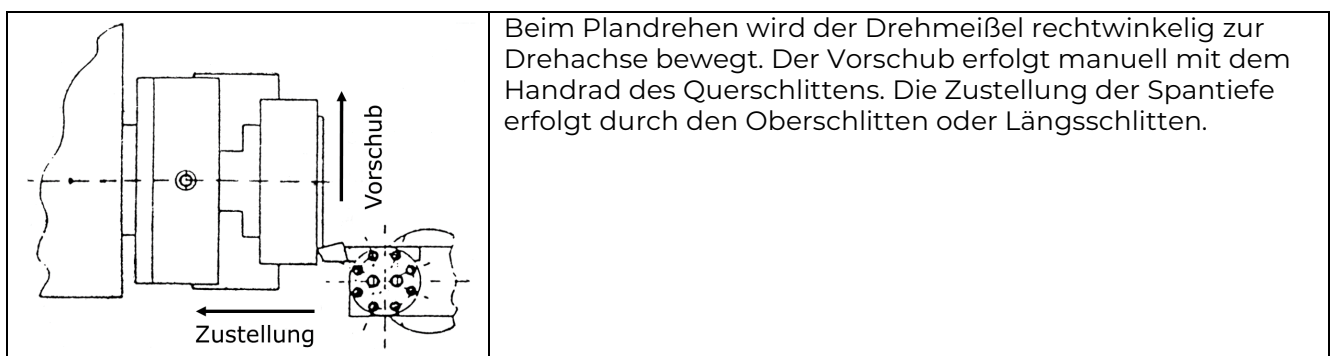 Vorschub
Zustellung
Beim Plandrehen wird der Drehmeißel rechtwinkelig zur
Drehachse bewegt. Der Vorschub erfolgt manuell mit dem
Handrad des Querschlittens. Die Zustellung der Spantiefe
erfolgt durch den Oberschlitten oder Längsschlitten.